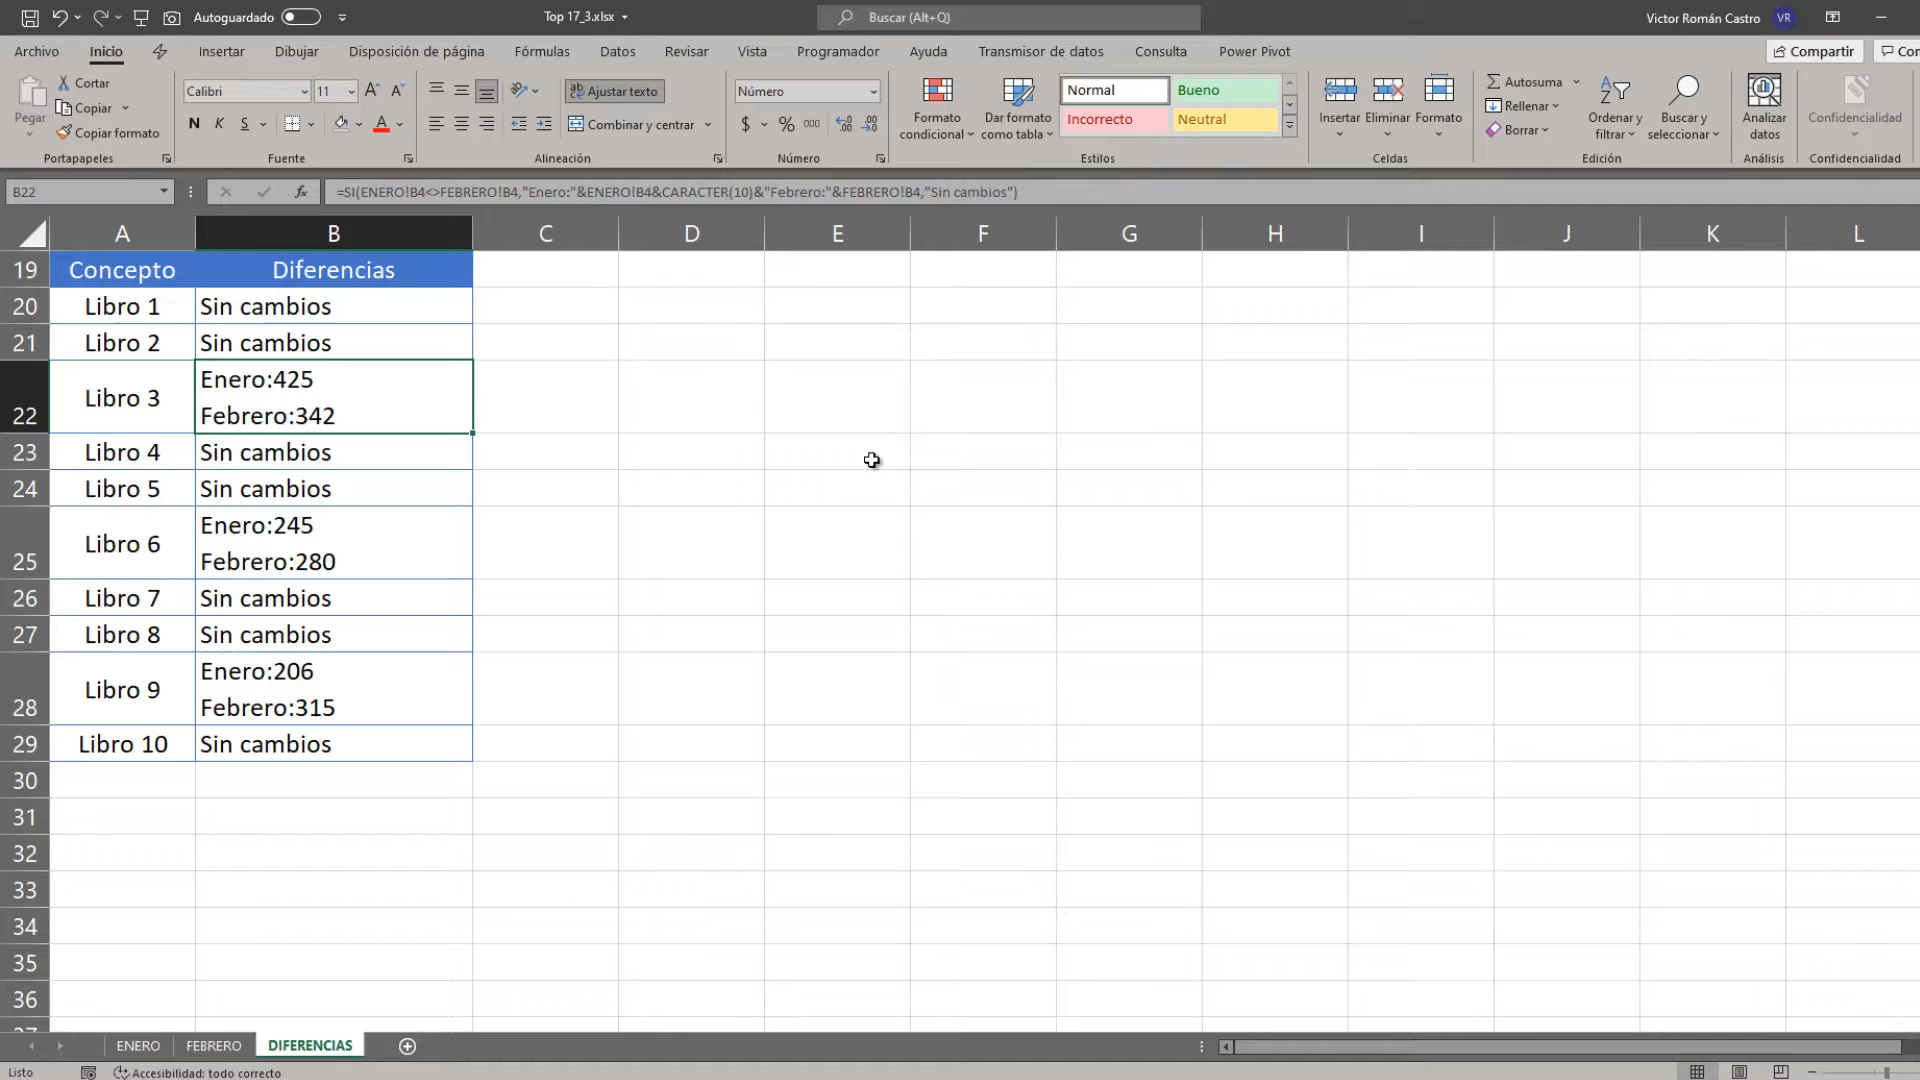 Autoguardado
Top 17_3.xlsx
Buscar (Alt+Q)
Victor Román Castro
VR
Archivo
Inicio
Insertar
Dibujar
Disposición de página
Fórmulas
Datos
Revisar
Vista
Programador
Ayuda
Transmisor de datos
Consulta
Power Pivot
Compartir
Pegar
Cortar
Copiar
Copiar formato
Portapapeles
Calibri
11
N K S
Fuente
Ajustar texto
Combinar y centrar
Alineación
Número
$ % 000
Número
Formato
condicional
Dar formato
como tabla
Normal
Bueno
Incorrecto
Neutral
Estilos
Insertar
Eliminar
Formato
Celdas
Autosuma
Rellenar
Borrar
Ordenar y
filtrar
Buscar y
seleccionar
Edición
Analizar
datos
Análisis
Confidencialidad
Confidencialidad
B22
fx
=SI(ENERO!B4<>FEBRERO!B4,"Enero:"&ENERO!B4&CARACTER(10)&"Febrero:"&FEBRERO!B4,"Sin cambios")
A B C D E F G H I J K L
19 Concepto Diferencias
20 Libro 1 Sin cambios
21 Libro 2 Sin cambios
22 Libro 3 Enero:425
Febrero:342
23 Libro 4 Sin cambios
24 Libro 5 Sin cambios
25 Libro 6 Enero:245
Febrero:280
26 Libro 7 Sin cambios
27 Libro 8 Sin cambios
28 Libro 9 Enero:206
Febrero:315
29 Libro 10 Sin cambios
30
31
32
33
34
35
36
ENERO
FEBRERO
DIFERENCIAS
Listo
Accesibilidad: todo correcto